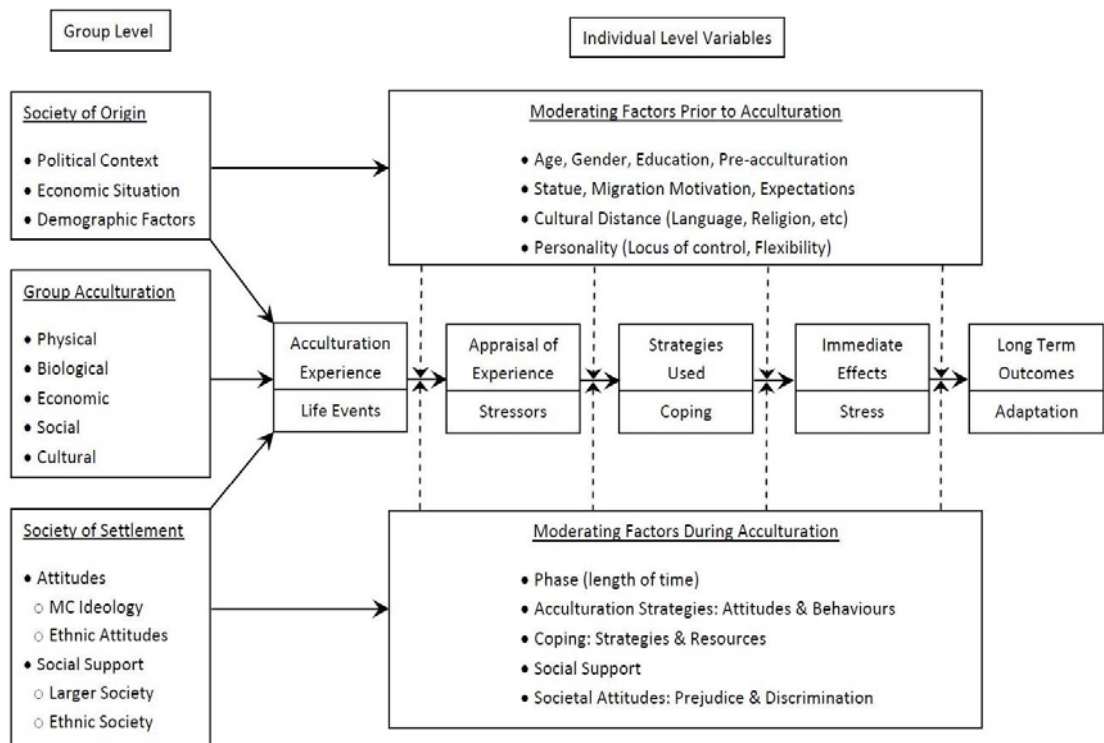 Group Level
Individual Level Variables
Society of Origin
● Political Context
● Economic Situation
● Demographic Factors
Moderating Factors Prior to Acculturation
● Age, Gender, Education, Pre-acculturation
● Statue, Migration Motivation, Expectations
● Cultural Distance (Language, Religion, etc)
● Personality (Locus of control, Flexibility)
Group Acculturation
● Physical
● Biological
● Economic
● Social
● Cultural
Acculturation
Experience
Life Events
Appraisal of
Experience
Stressors
Strategies
Used
Coping
Immediate
Effects
Stress
Long Term
Outcomes
Adaptation
Society of Settlement
● Attitudes
○ MC Ideology
○ Ethnic Attitudes
● Social Support
○ Larger Society
○ Ethnic Society
Moderating Factors During Acculturation
● Phase (length of time)
● Acculturation Strategies: Attitudes & Behaviours
● Coping: Strategies & Resources
● Social Support
● Societal Attitudes: Prejudice & Discrimination